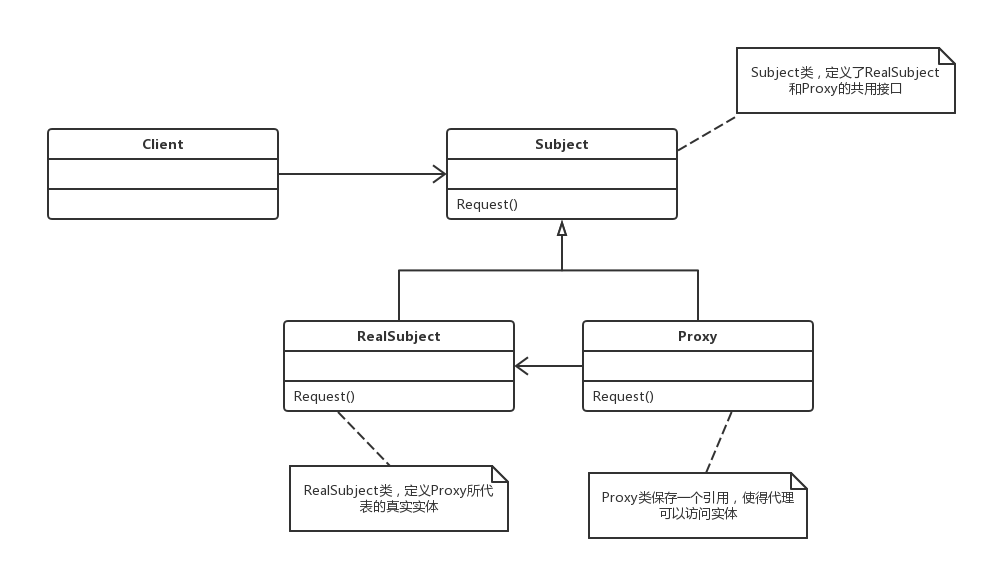 Subject类，定义了RealSubject
和Proxy的共用接口
Client
Subject
Request()
RealSubject
Proxy
Request()
Request()
RealSubject类，定义Proxy所代
表的真实实体
Proxy类保存一个引用，使得代理
可以访问实体